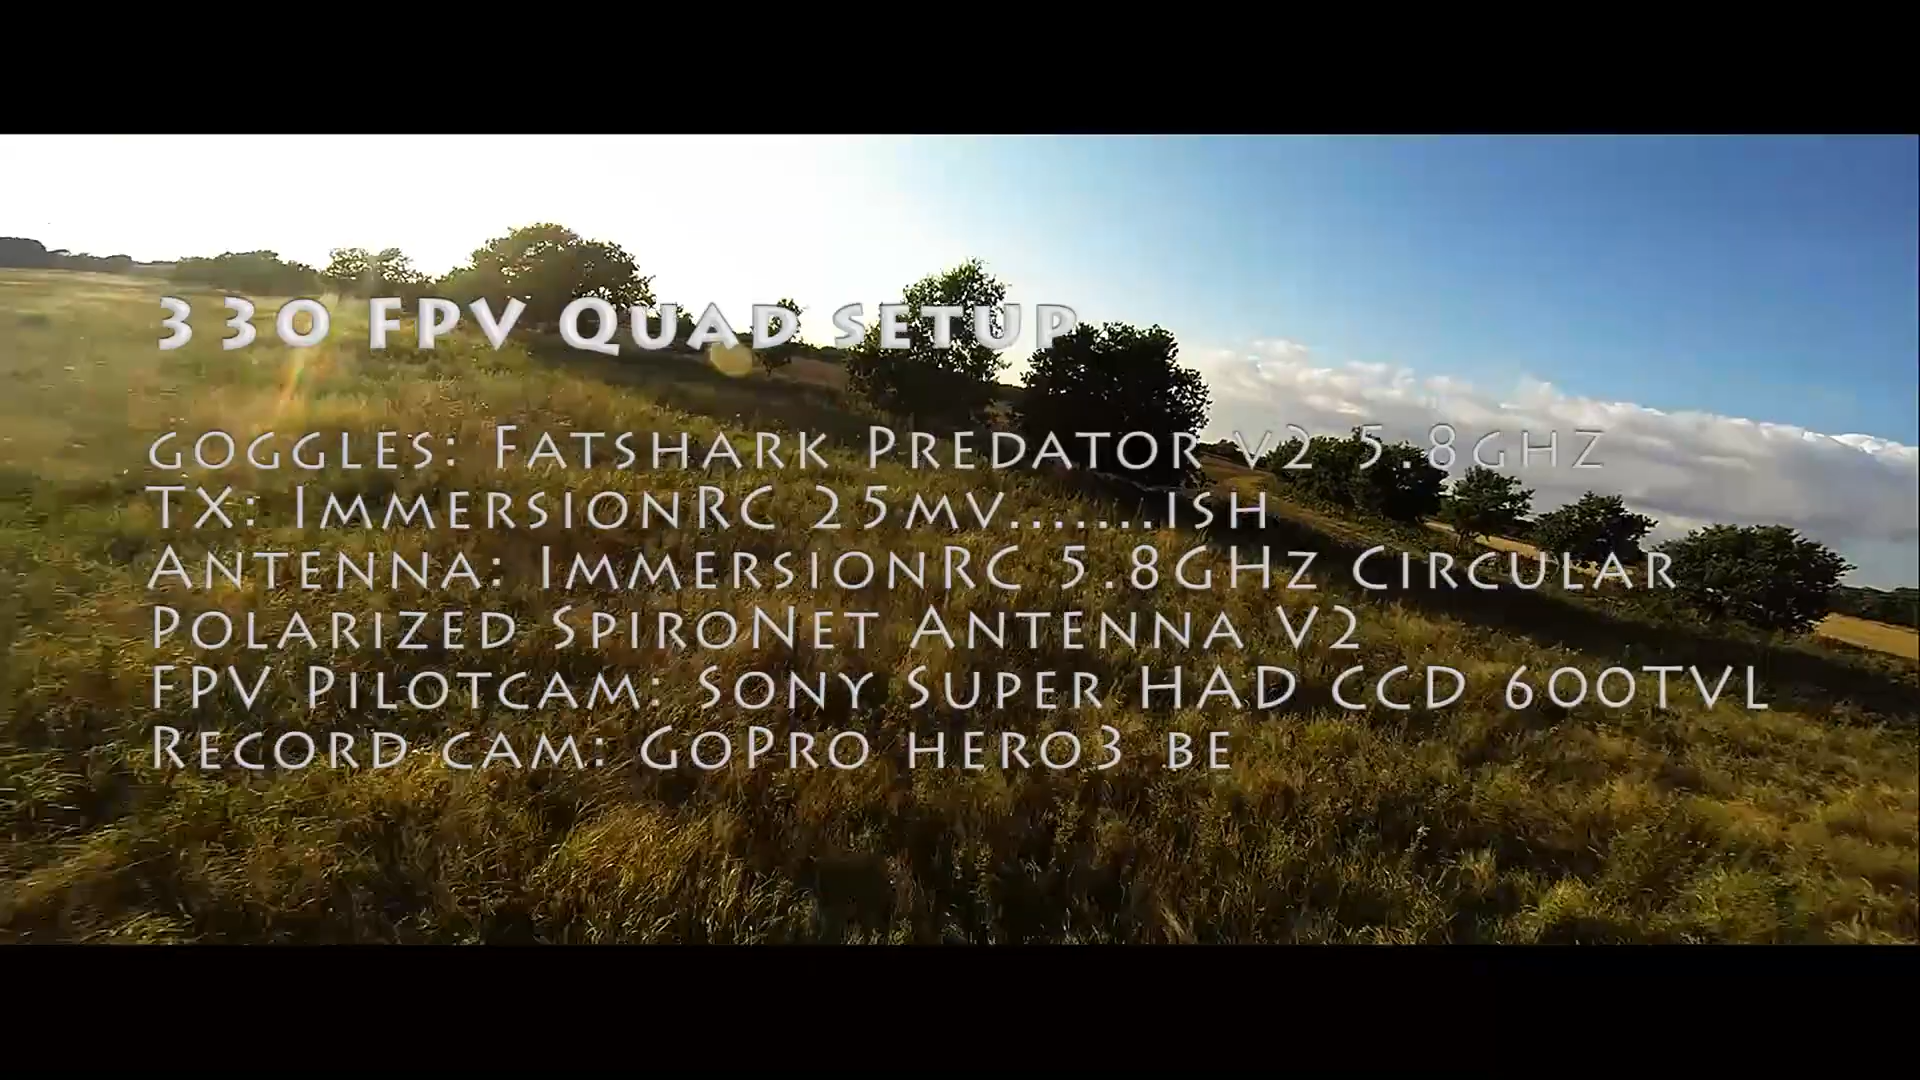 330 FPV Quad setup
goggles: Fatshark Predator v2 5.8ghz
TX: ImmersionRC 25mv.......ish
Antenna: ImmersionRC 5.8GHz Circular
Polarized SpiroNet Antenna V2
FPV Pilotcam: Sony Super HAD CCD 600TVL
Record cam: GoPro hero3 be